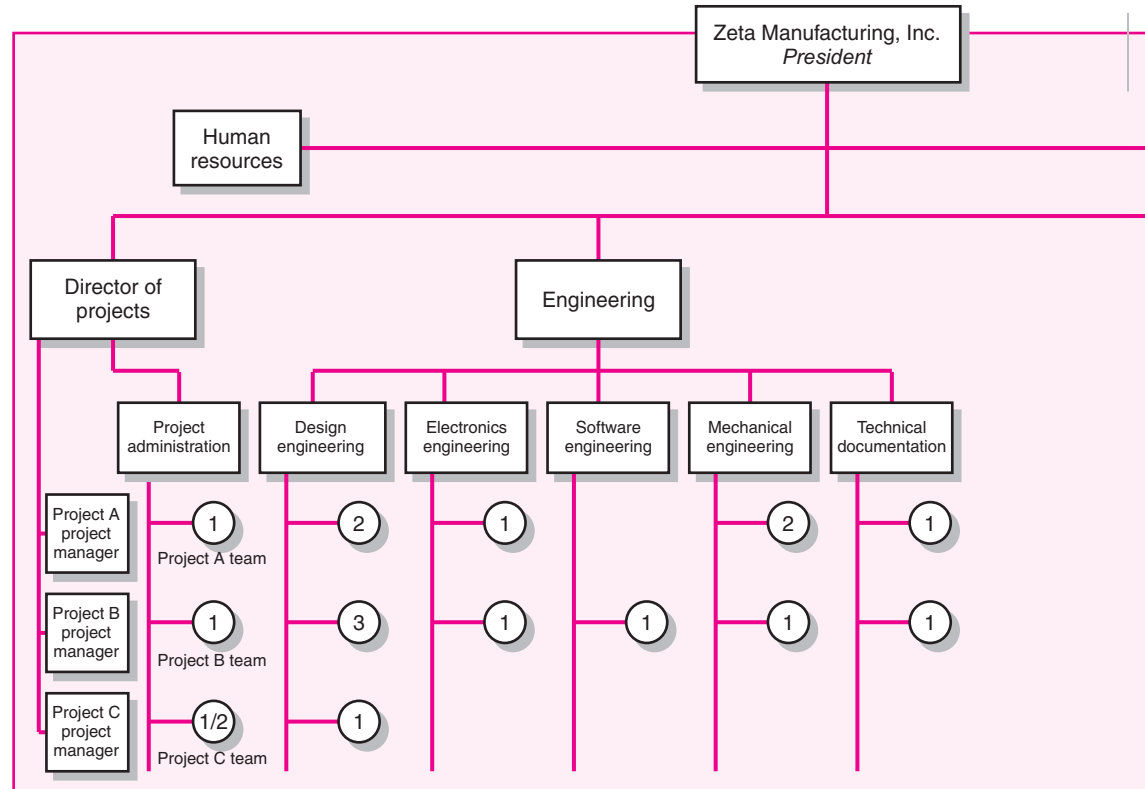 Zeta Manufacturing, Inc.
President
Human
resources
Director of
projects
Engineering
Project
administration
Design
engineering
Electronics
engineering
Software
engineering
Mechanical
engineering
Technical
documentation
Project A
project
manager
1
2
1
2
1
Project A team
Project B
project
manager
1
3
1
1
1
1
Project B team
Project C
project
manager
1/2
1
Project C team